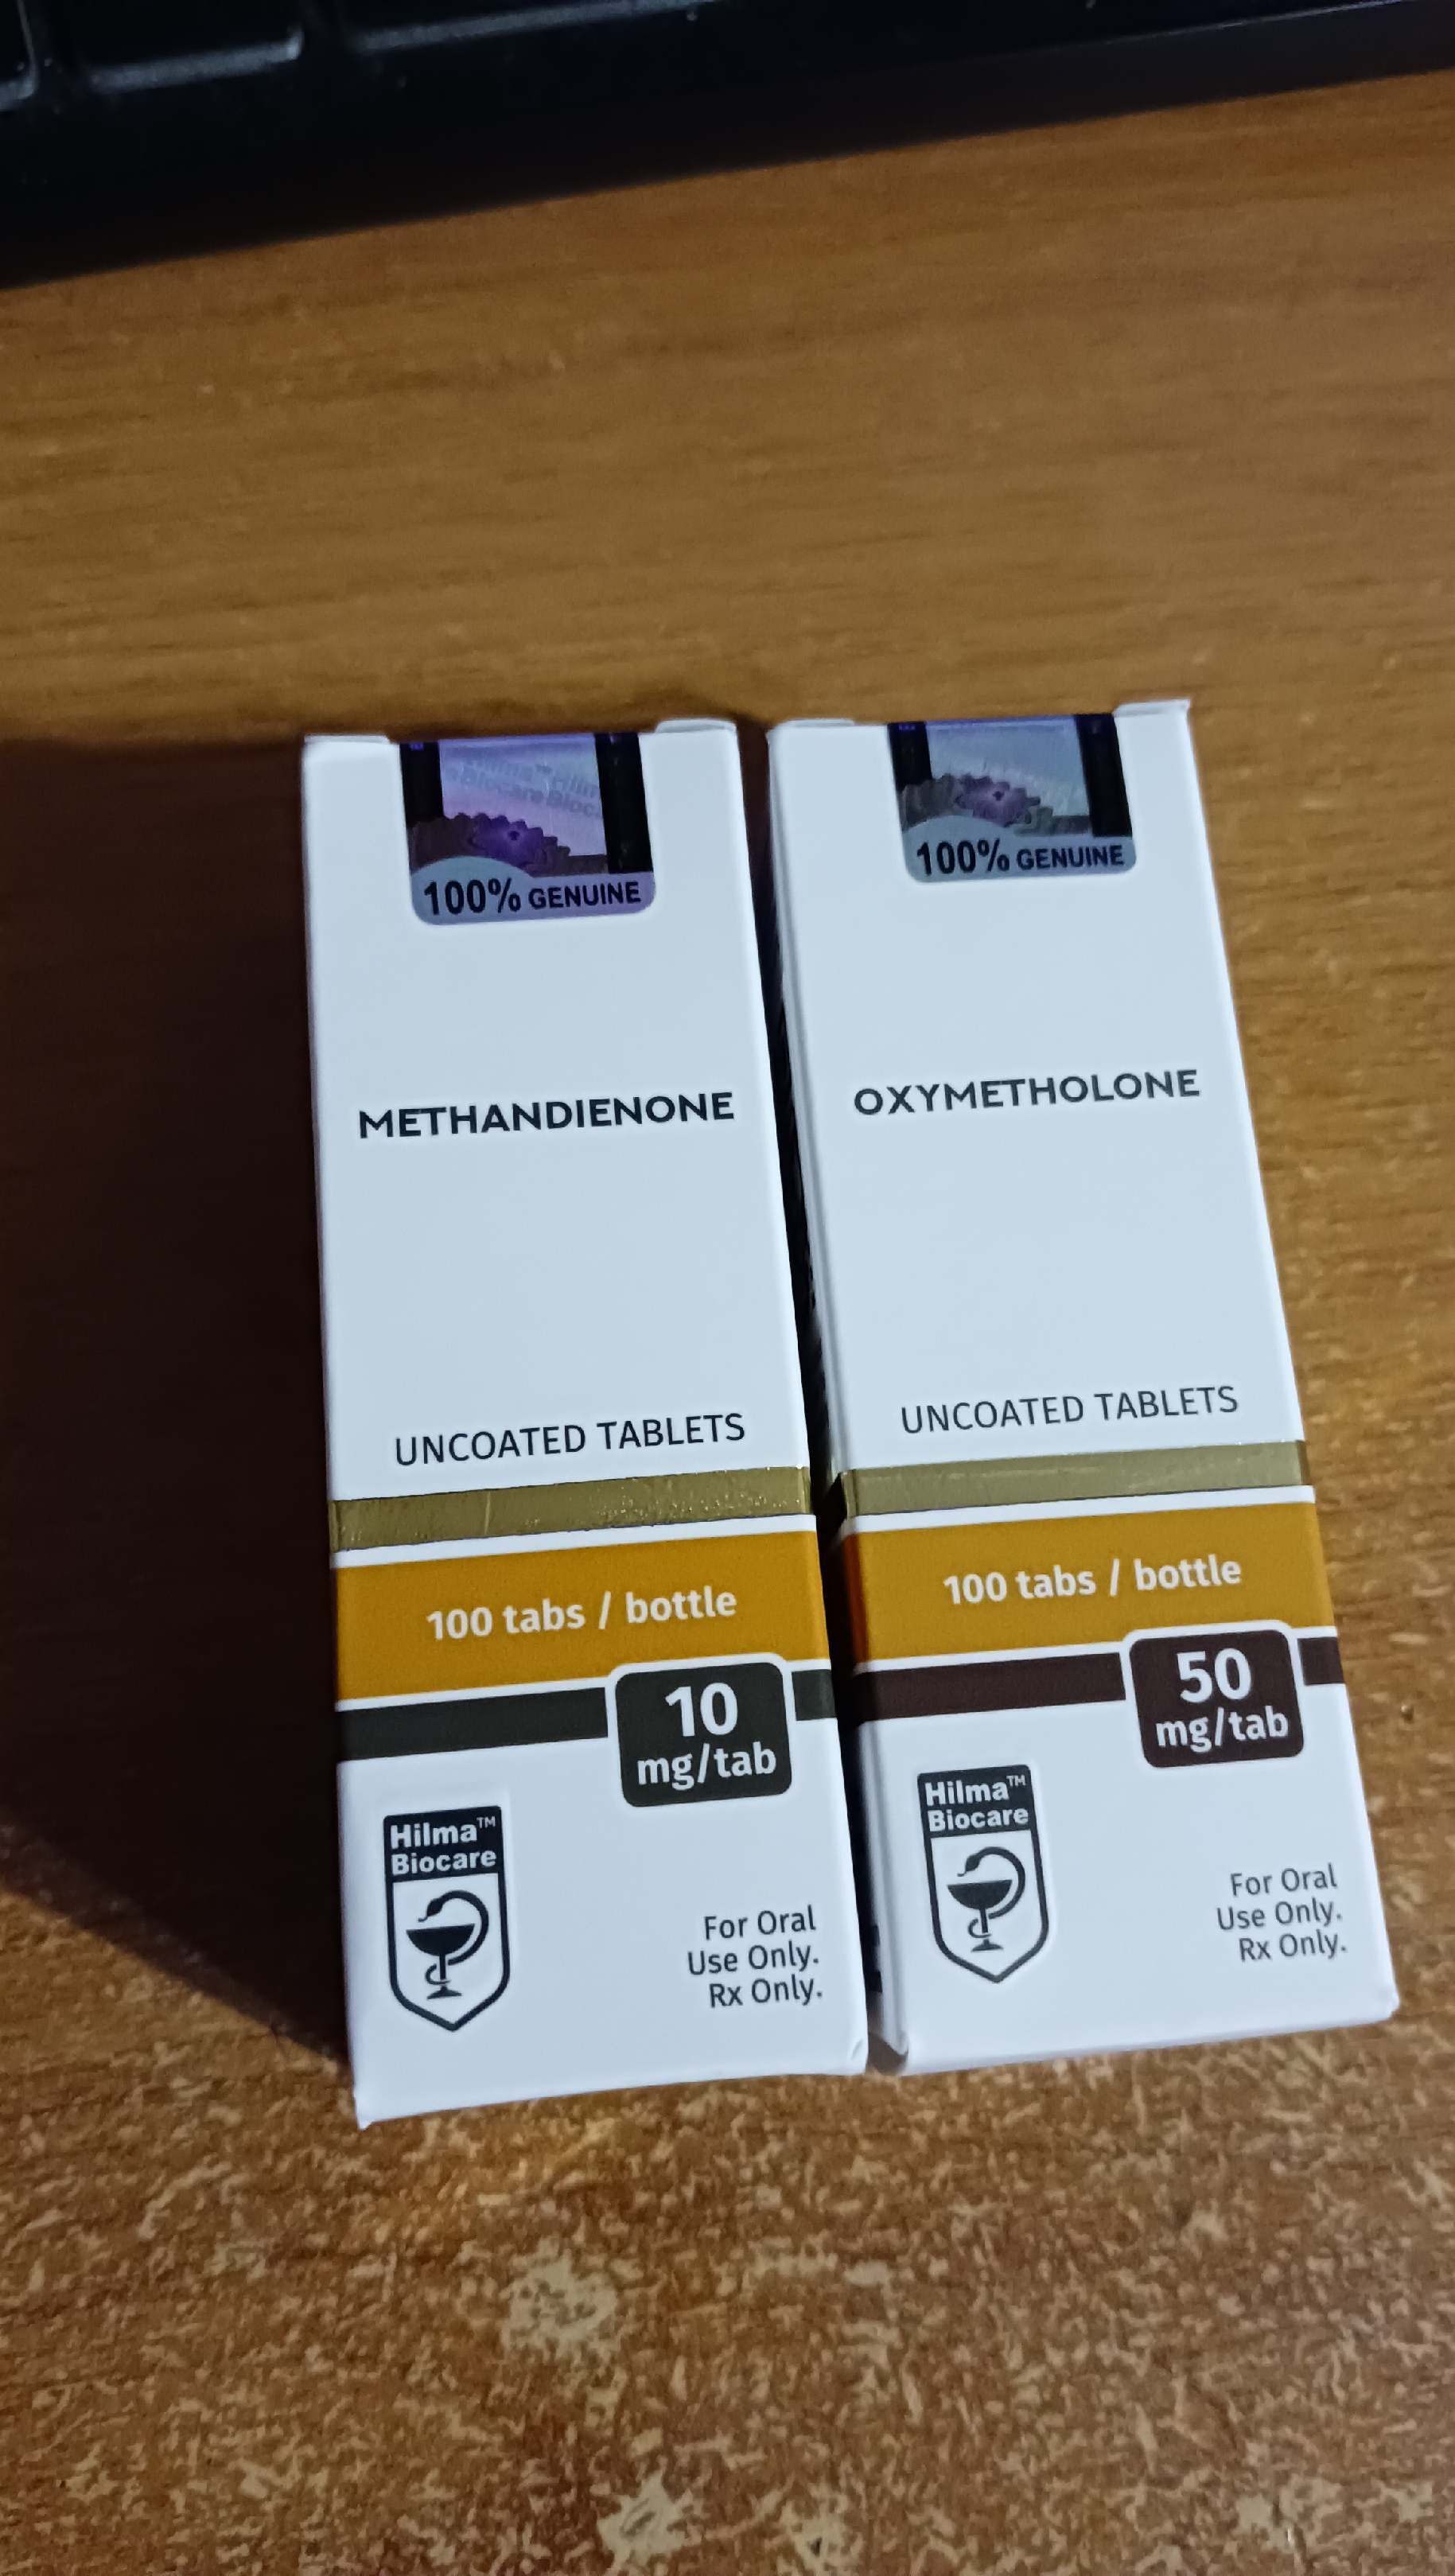 100% GENUINE
METHANDIENONE
UNCOATED TABLETS
100 tabs / bottle
10
mg/tab
Hilma™
Biocare
For Oral
Use Only.
Rx Only.
100% GENUINE
OXYMETHOLONE
UNCOATED TABLETS
100 tabs / bottle
50
mg/tab
Hilma™
Biocare
For Oral
Use Only.
Rx Only.